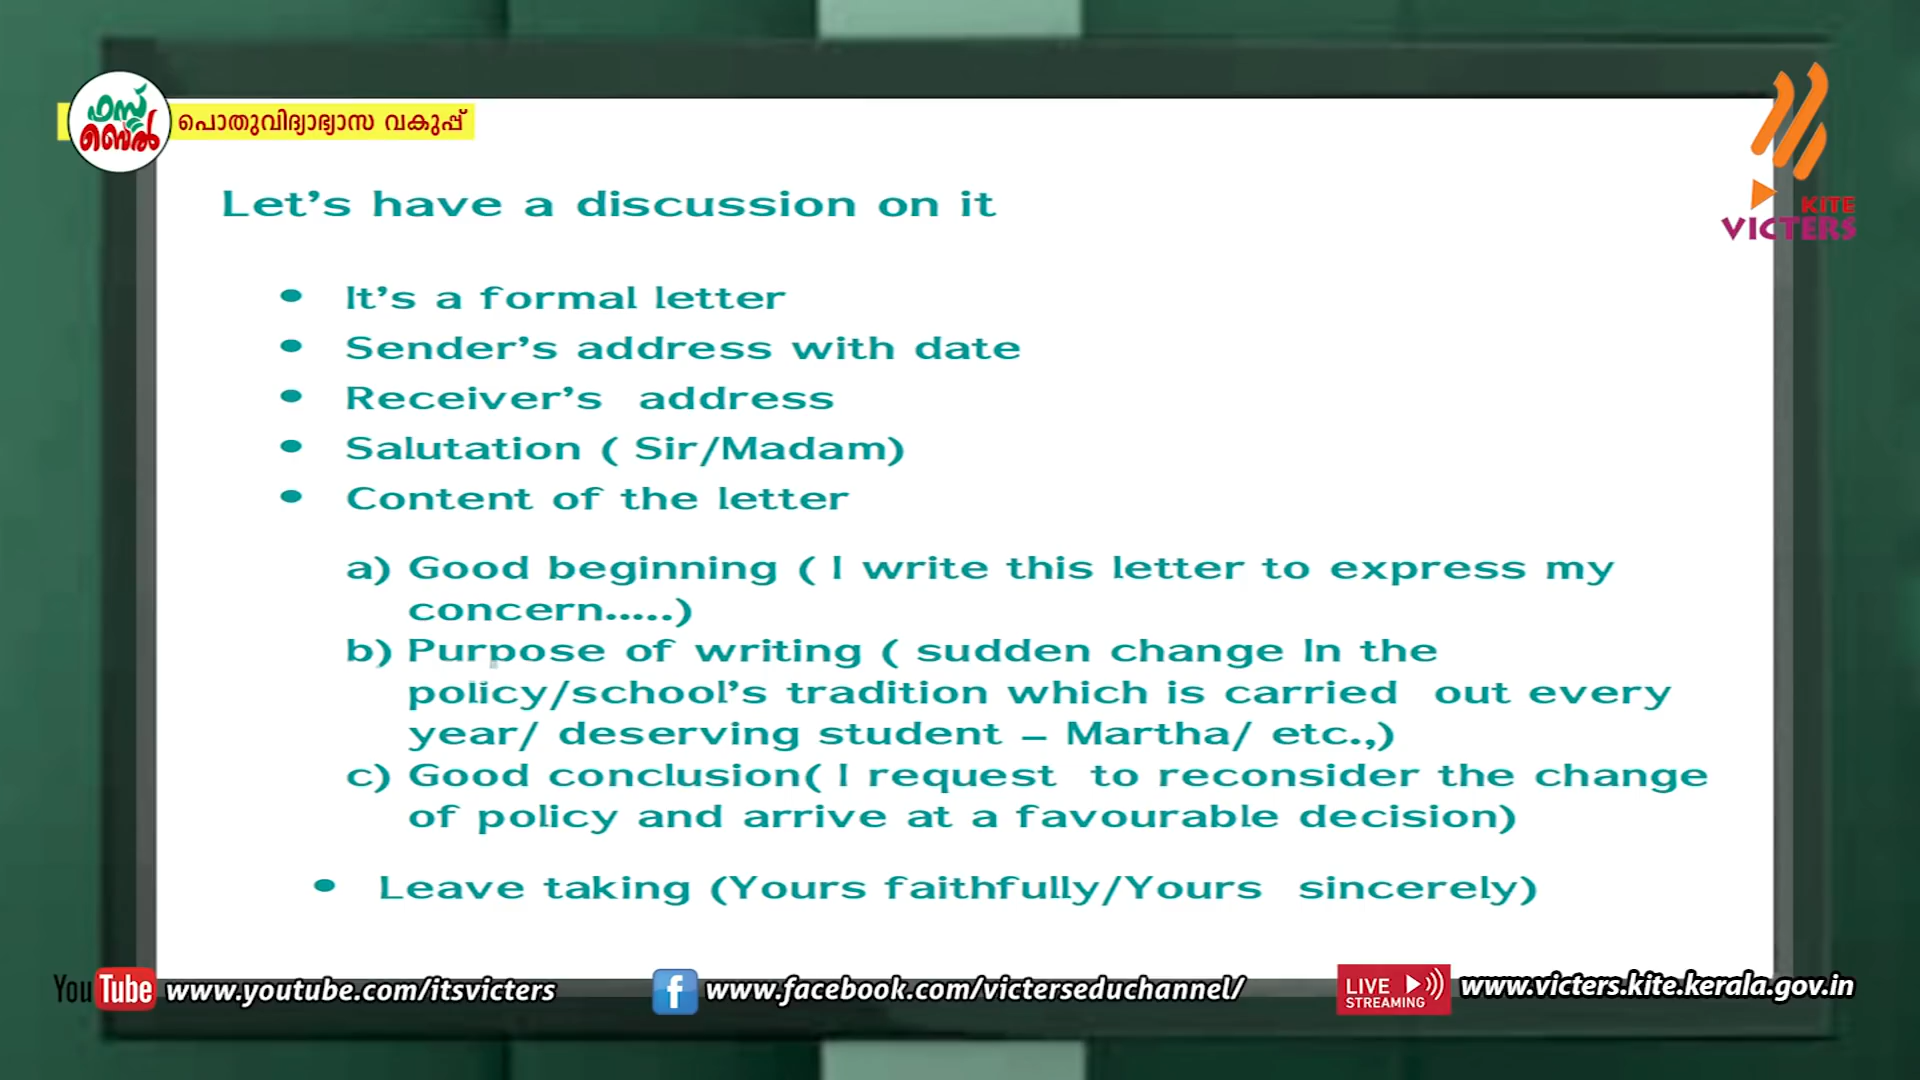 ഫസ്റ്റ്
ബെൽ
പൊതുവിദ്യാഭ്യാസ വകുപ്പ്
KITE
VICTERS
Let's have a discussion on it
• It's a formal letter
• Sender's address with date
• Receiver's address
• Salutation ( Sir/Madam)
• Content of the letter
a) Good beginning ( I write this letter to express my
concern.....)
b) Purpose of writing ( sudden change In the
policy/school's tradition which is carried out every
year/ deserving student – Martha/ etc.,)
c) Good conclusion( I request to reconsider the change
of policy and arrive at a favourable decision)
• Leave taking (Yours faithfully/Yours sincerely)
You Tube www.youtube.com/itsvicters
f www.facebook.com/victerseduchannel/
LIVE
STREAMING
www.victers.kite.kerala.gov.in